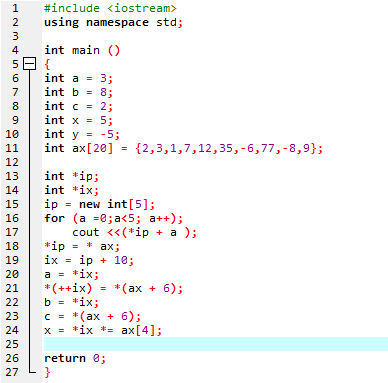 1 #include <iostream>
2 using namespace std;
3
4 int main ()
5 {
6 int a = 3;
7 int b = 8;
8 int c = 2;
9 int x = 5;
10 int y = -5;
11 int ax[20] = {2,3,1,7,12,35,-6,77,-8,9};
12
13 int *ip;
14 int *ix;
15 ip = new int[5];
16 for (a =0;a<5; a++);
17 cout <<(*ip + a );
18 *ip = * ax;
19 ix = ip + 10;
20 a = *ix;
21 *(++ix) = *(ax + 6);
22 b = *ix;
23 c = *(ax + 6);
24 x = *ix *= ax[4];
25
26 return 0;
27 }